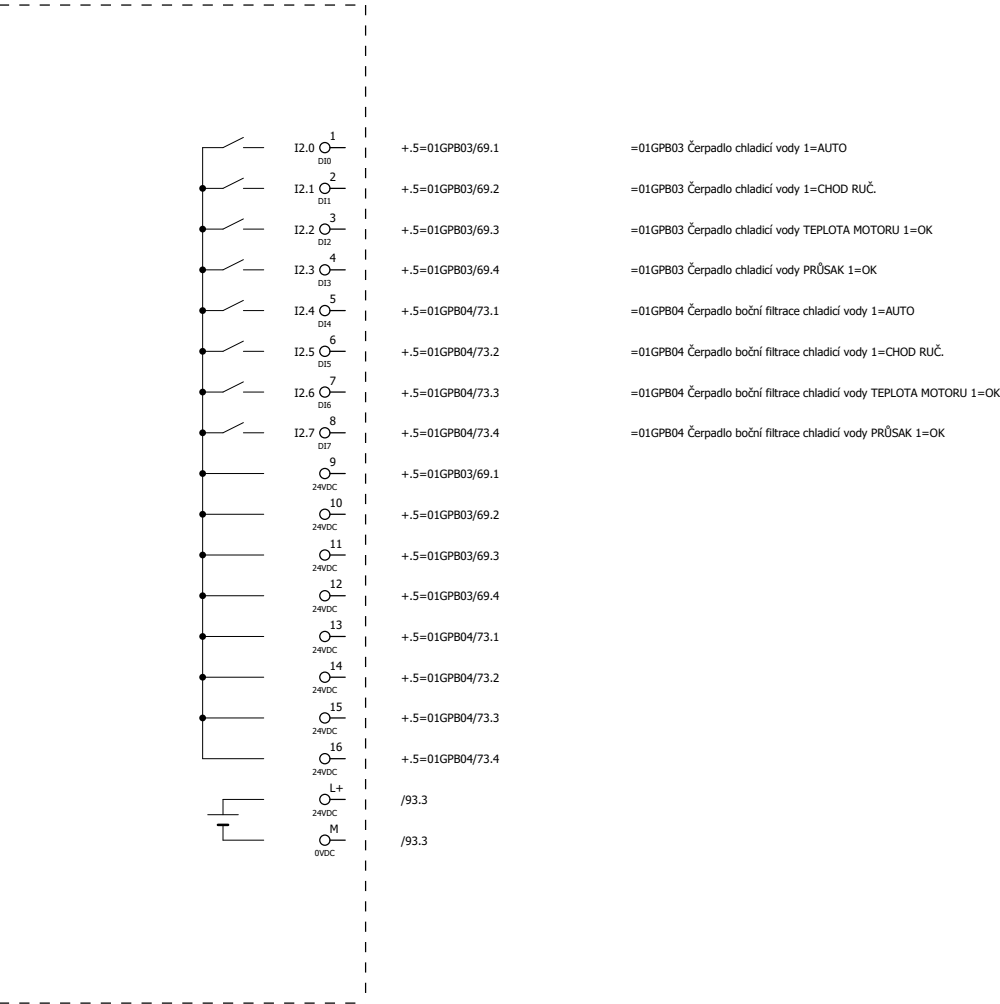 1
I2.0 +.5=01GPB03/69.1 =01GPB03 Čerpadlo chladicí vody 1=AUTO
DI0
2
I2.1 +.5=01GPB03/69.2 =01GPB03 Čerpadlo chladicí vody 1=CHOD RUČ.
DI1
3
I2.2 +.5=01GPB03/69.3 =01GPB03 Čerpadlo chladicí vody TEPLOTA MOTORU 1=OK
DI2
4
I2.3 +.5=01GPB03/69.4 =01GPB03 Čerpadlo chladicí vody PRŮSAK 1=OK
DI3
5
I2.4 +.5=01GPB04/73.1 =01GPB04 Čerpadlo boční filtrace chladicí vody 1=AUTO
DI4
6
I2.5 +.5=01GPB04/73.2 =01GPB04 Čerpadlo boční filtrace chladicí vody 1=CHOD RUČ.
DI5
7
I2.6 +.5=01GPB04/73.3 =01GPB04 Čerpadlo boční filtrace chladicí vody TEPLOTA MOTORU 1=OK
DI6
8
I2.7 +.5=01GPB04/73.4 =01GPB04 Čerpadlo boční filtrace chladicí vody PRŮSAK 1=OK
DI7
9
+.5=01GPB03/69.1
24VDC
10
+.5=01GPB03/69.2
24VDC
11
+.5=01GPB03/69.3
24VDC
12
+.5=01GPB03/69.4
24VDC
13
+.5=01GPB04/73.1
24VDC
14
+.5=01GPB04/73.2
24VDC
15
+.5=01GPB04/73.3
24VDC
16
+.5=01GPB04/73.4
24VDC
L+
/93.3
24VDC
M
/93.3
0VDC